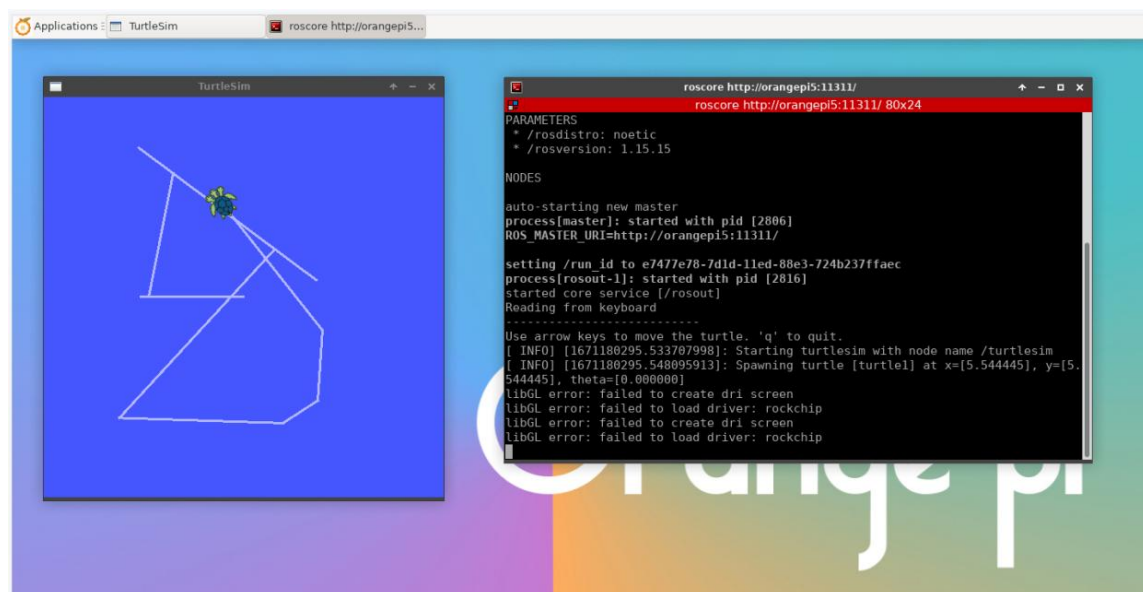 Applications
TurtleSim
roscore http://orangepi5...
TurtleSim
roscore http://orangepi5:11311/
roscore http://orangepi5:11311/ 80x24
PARAMETERS
* /rosdistro: noetic
* /rosversion: 1.15.15
NODES
auto-starting new master
process[master]: started with pid [2806]
ROS_MASTER_URI=http://orangepi5:11311/
setting /run_id to e7477e78-7d1d-11ed-88e3-724b237ffaec
process[rosout-1]: started with pid [2816]
started core service [/rosout]
Reading from keyboard
---------------------------
Use arrow keys to move the turtle. 'q' to quit.
[ INFO] [1671180295.533707998]: Starting turtlesim with node name /turtlesim
[ INFO] [1671180295.548095913]: Spawning turtle [turtle1] at x=[5.544445], y=[5.
544445], theta=[0.000000]
libGL error: failed to create dri screen
libGL error: failed to load driver: rockchip
libGL error: failed to create dri screen
libGL error: failed to load driver: rockchip
Orange pi